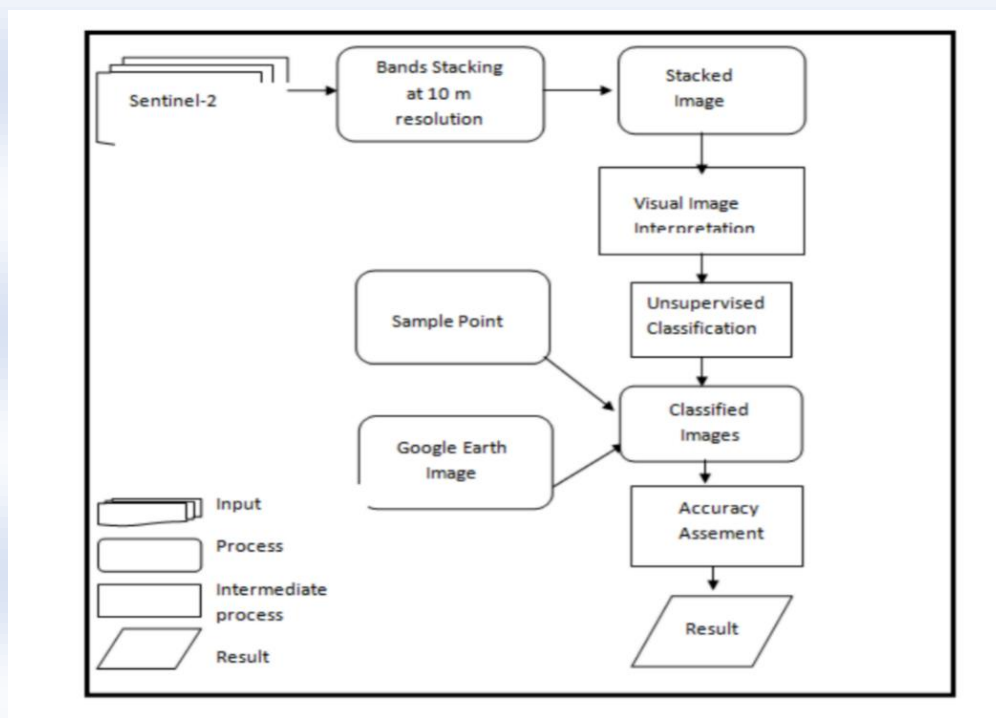 Sentinel-2
Bands Stacking
at 10 m
resolution
Stacked
Image
Visual Image
Interpretation
Unsupervised
Classification
Sample Point
Classified
Images
Google Earth
Image
Accuracy
Assement
Result
Input
Process
Intermediate
process
Result